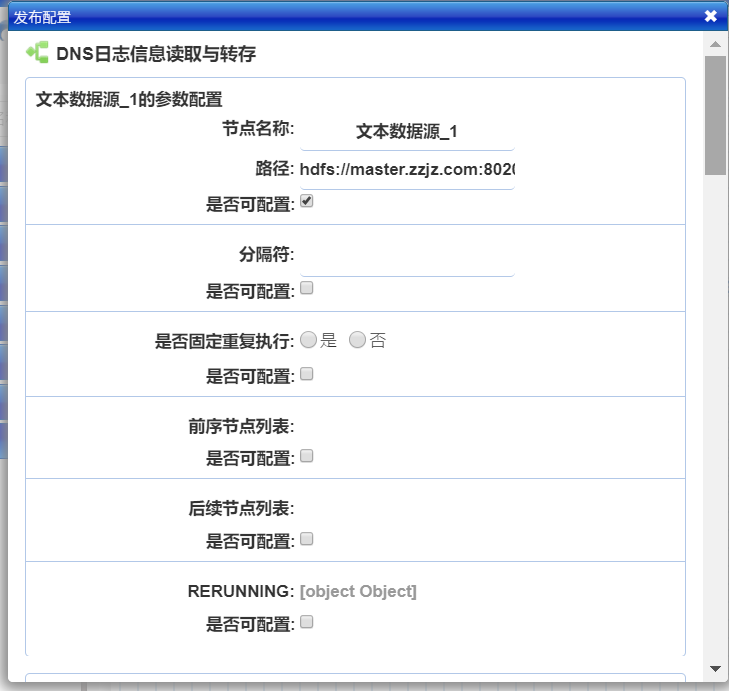 发布配置
DNS日志信息读取与转存
文本数据源_1的参数配置
节点名称: 文本数据源_1
路径: hdfs://master.zzjz.com:802
是否可配置:
分隔符:
是否可配置:
是否固定重复执行: 是 否
是否可配置:
前序节点列表:
是否可配置:
后续节点列表:
是否可配置:
RERUNNING: [object Object]
是否可配置: